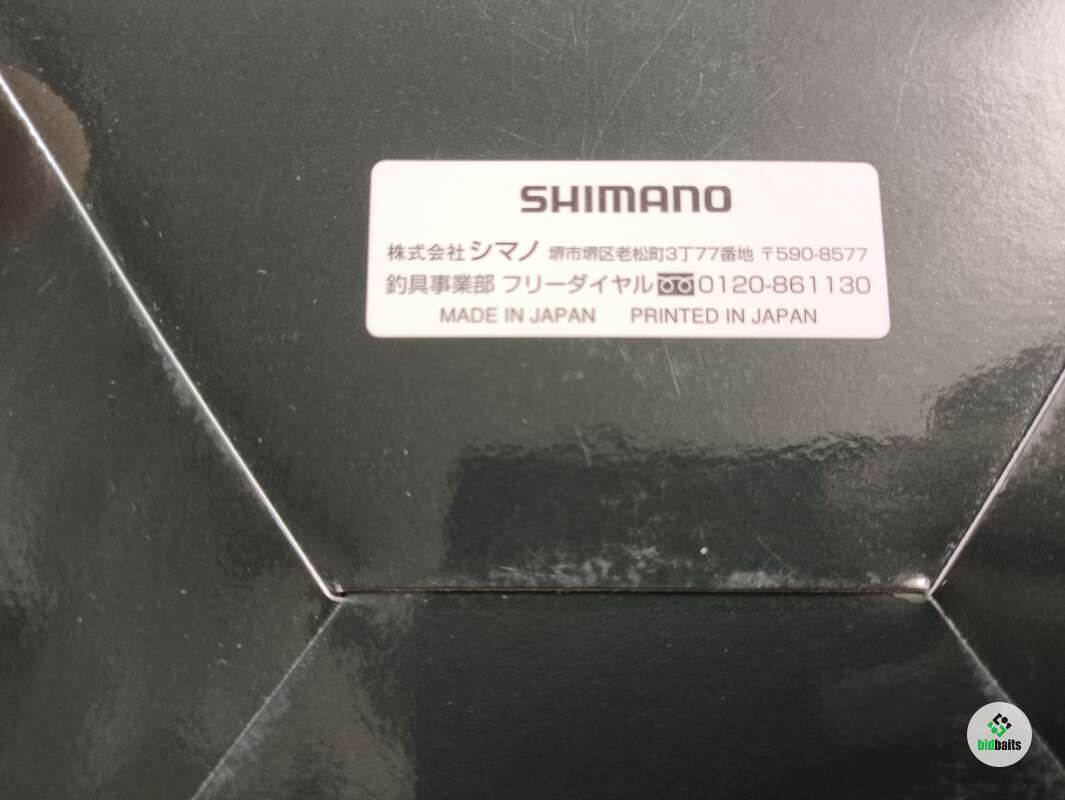 SHIMANO
株式会社 シマノ 堺市堺区老松町3丁77番地 〒590-8577
釣具事業部 フリーダイヤル 0120-861130
MADE IN JAPAN PRINTED IN JAPAN
bidbaits